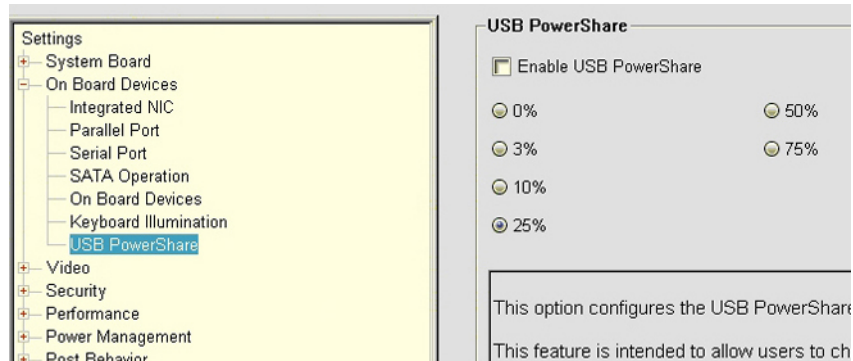 Settings
System Board
On Board Devices
Integrated NIC
Parallel Port
Serial Port
SATA Operation
On Board Devices
Keyboard Illumination
USB PowerShare
Video
Security
Performance
Power Management
Post Behavior
USB PowerShare
Enable USB PowerShare
0% 50%
3% 75%
10%
25%
This option configures the USB PowerShare
This feature is intended to allow users to ch